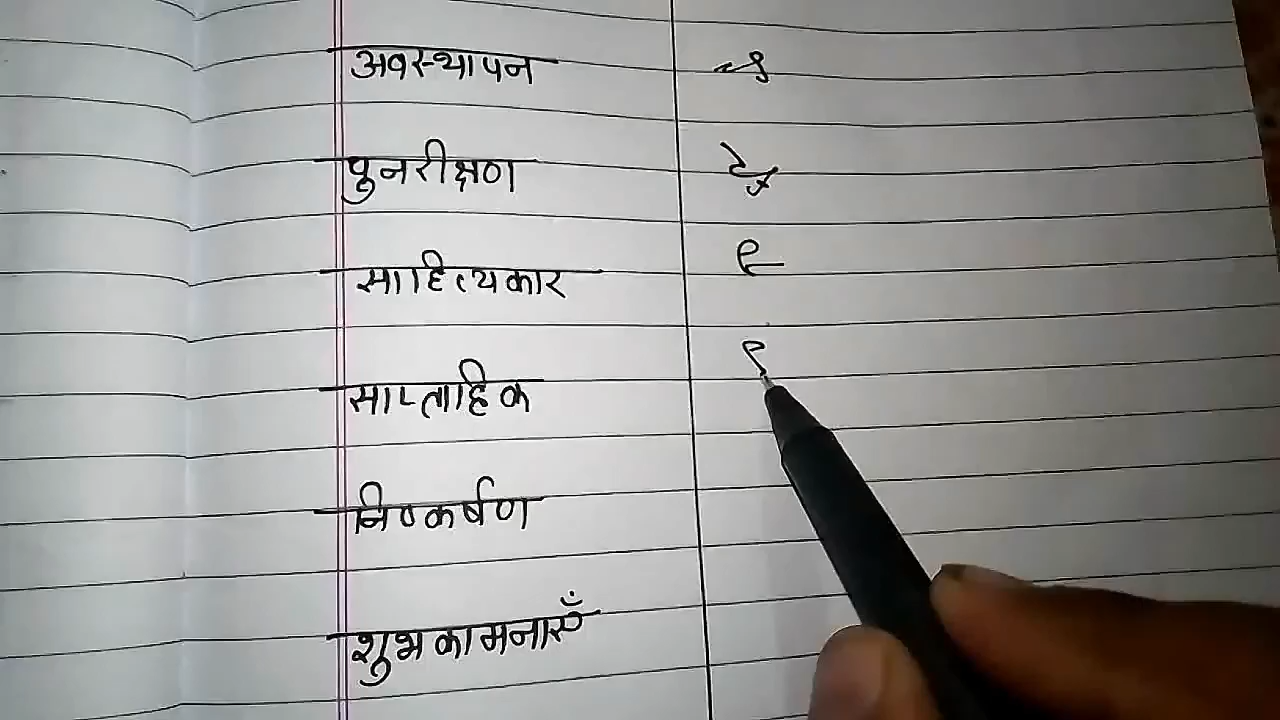 अवस्थापन
पुनरीक्षण
साहित्यकार
साप्ताहिक
निष्कर्षण
शुभकामनाएँ